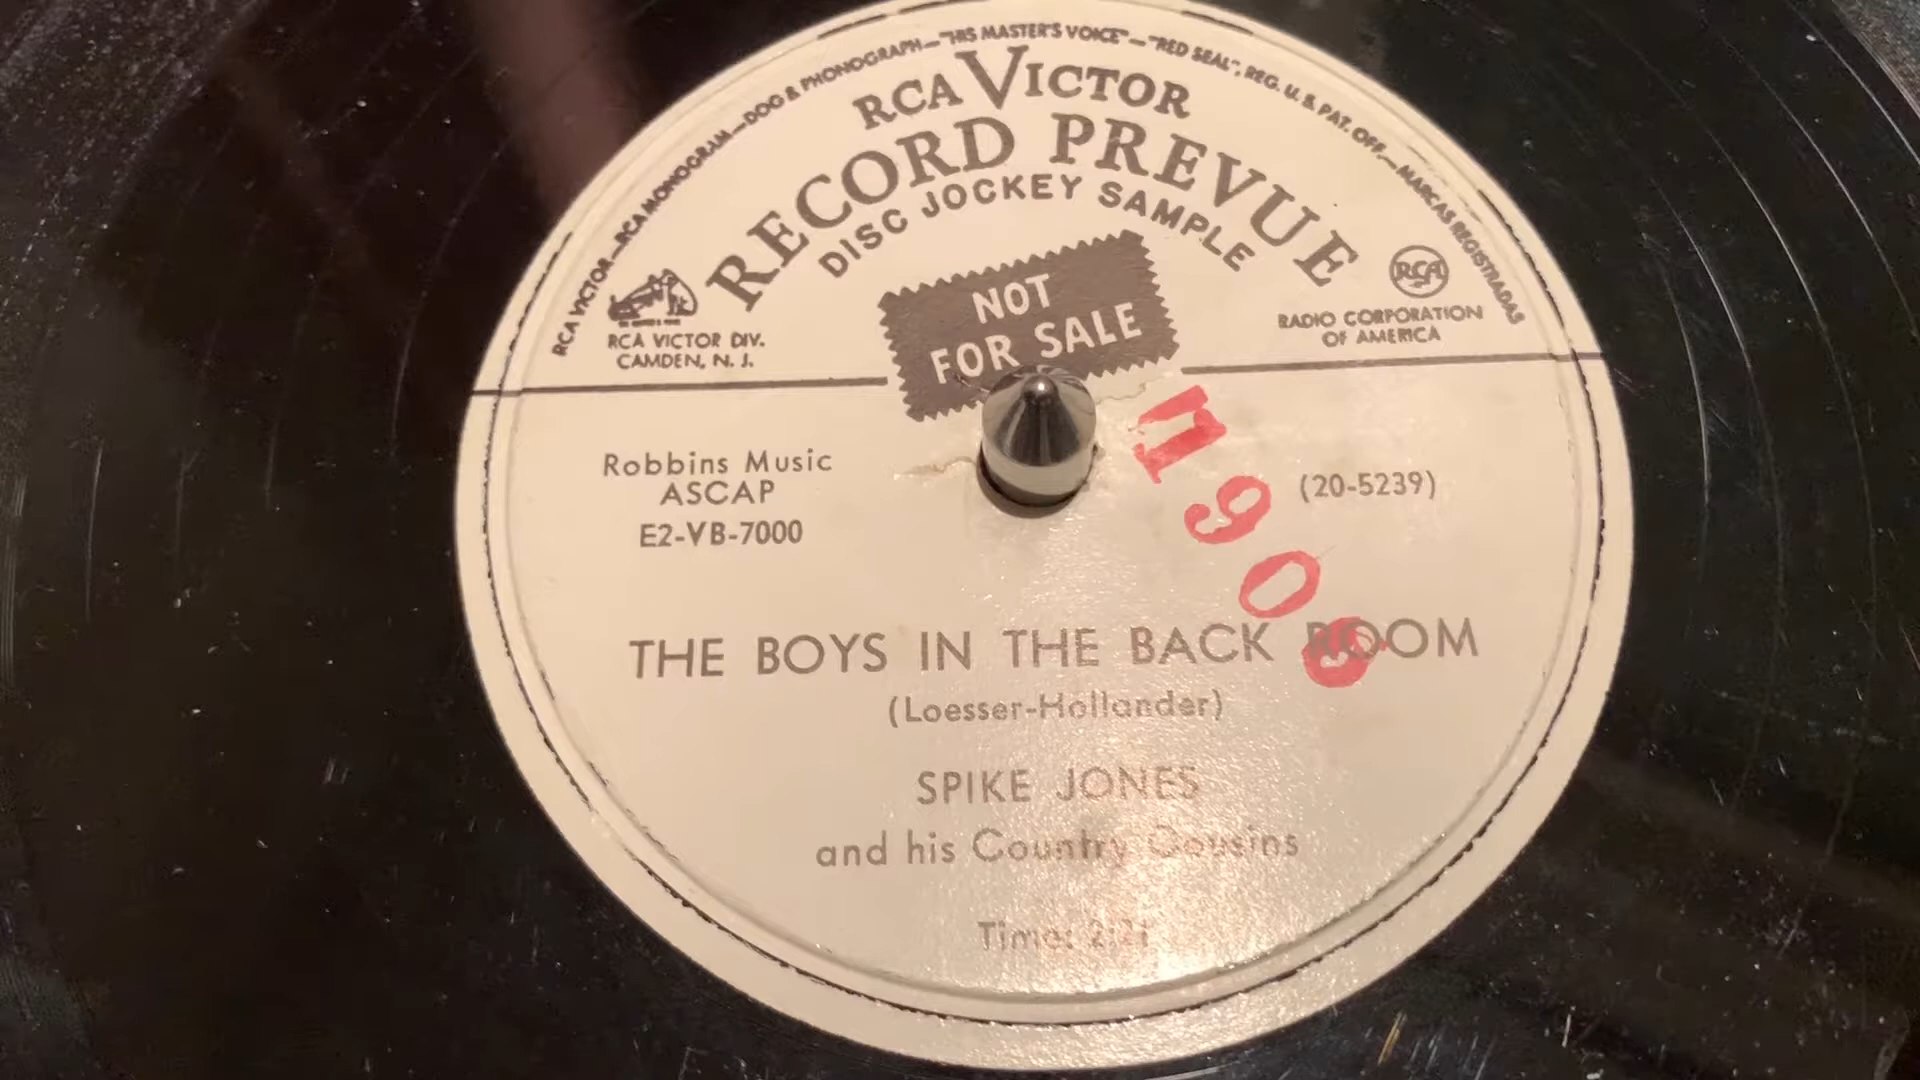 RCA VICTOR—RCA MONOGRAM—DOG & PHONOGRAPH—"HIS MASTER'S VOICE"—"RED SEAL", REG. U. S. PAT. OFF.—MARCAS REGISTRADAS
RCA VICTOR
RECORD PREVUE
DISC JOCKEY SAMPLE
NOT
FOR SALE
RCA
RCA VICTOR DIV.
CAMDEN, N. J.
RADIO CORPORATION
OF AMERICA
Robbins Music
ASCAP
E2-VB-7000
(20-5239)
n90
THE BOYS IN THE BACK ROOM
(Loesser-Hollander)
SPIKE JONES
and his Country Cousins
Time: 2:21